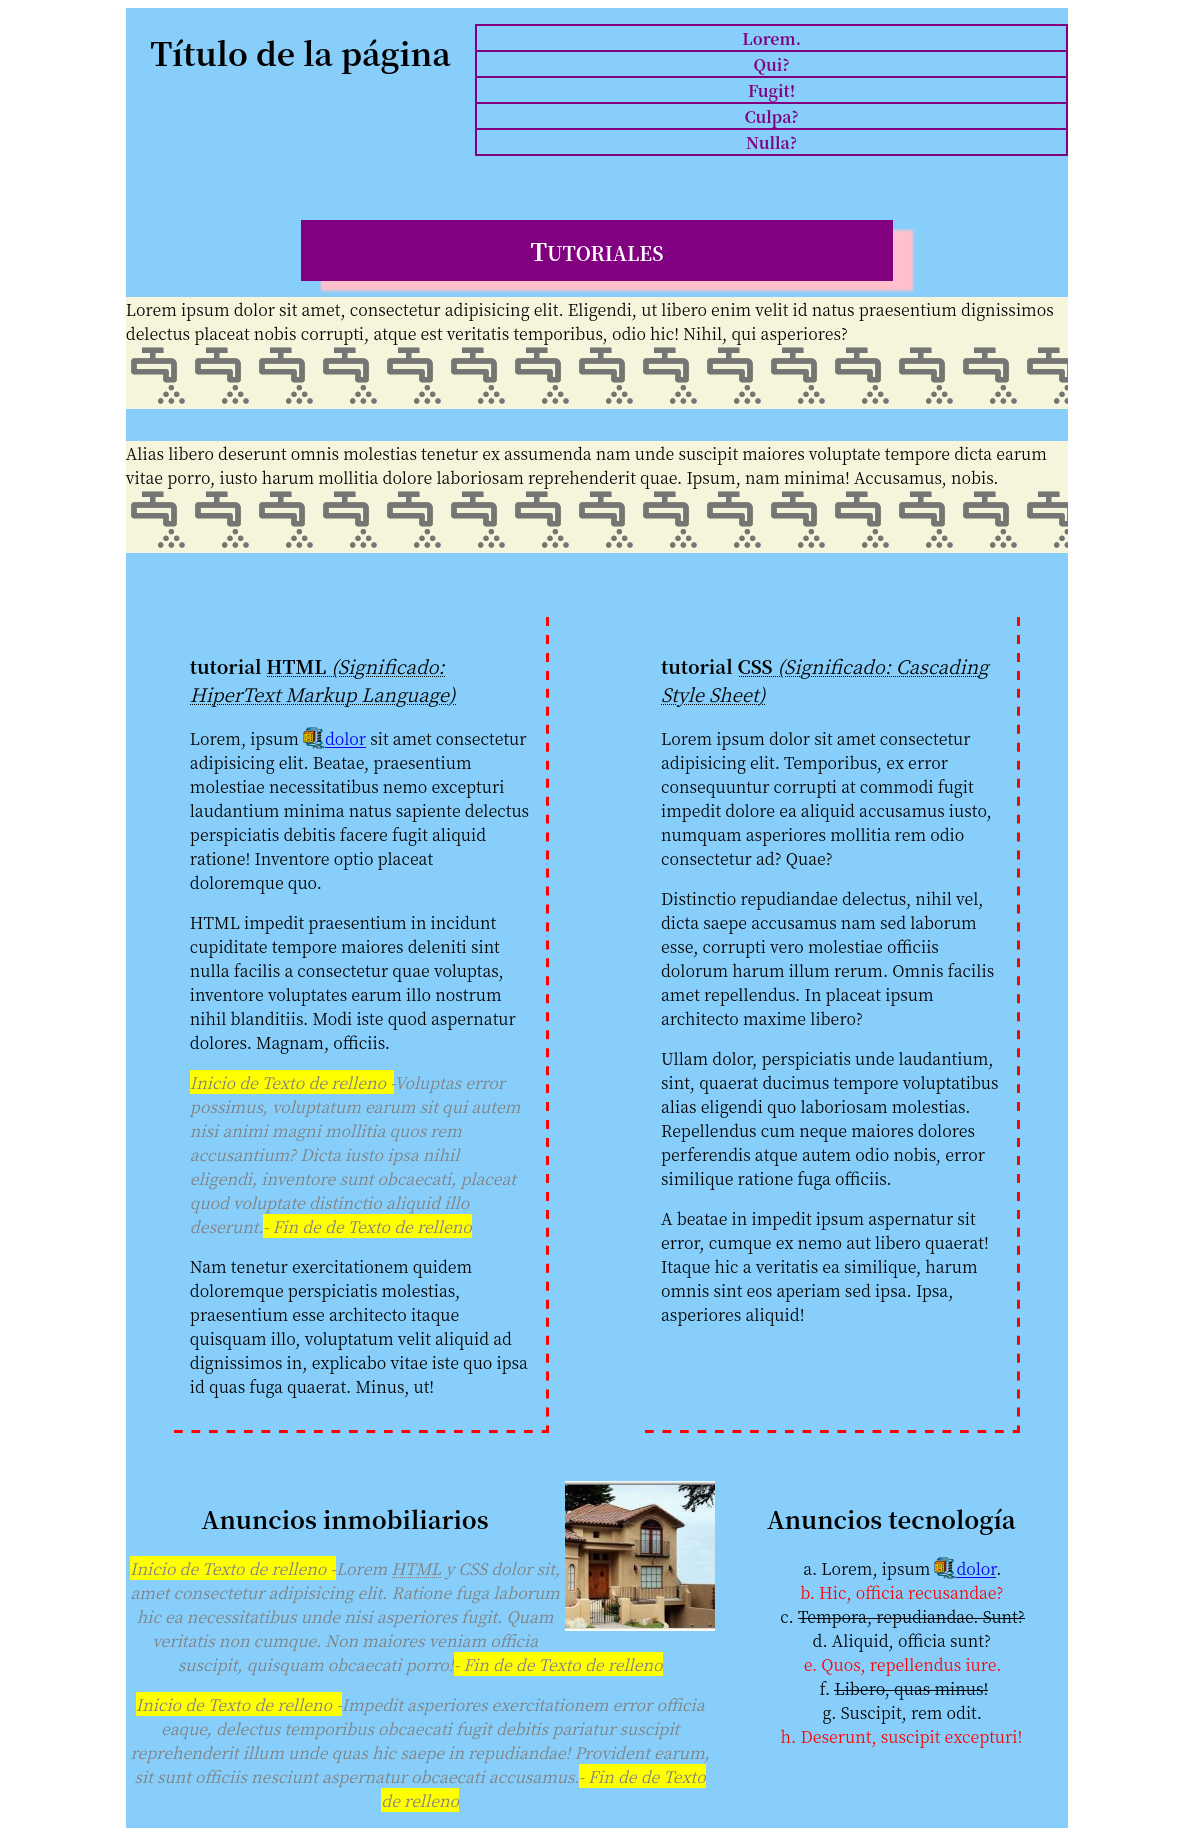 Título de la página
Lorem.
Qui?
Fugit!
Culpa?
Nulla?
Tutoriales
Lorem ipsum dolor sit amet, consectetur adipisicing elit. Eligendi, ut libero enim velit id natus praesentium dignissimos
delectus placeat nobis corrupti, atque est veritatis temporibus, odio hic! Nihil, qui asperiores?
Alias libero deserunt omnis molestias tenetur ex assumenda nam unde suscipit maiores voluptate tempore dicta earum
vitae porro, iusto harum mollitia dolore laboriosam reprehenderit quae. Ipsum, nam minima! Accusamus, nobis.
tutorial HTML (Significado:
HiperText Markup Language)
Lorem, ipsum dolor sit amet consectetur
adipisicing elit. Beatae, praesentium
molestiae necessitatibus nemo excepturi
laudantium minima natus sapiente delectus
perspiciatis debitis facere fugit aliquid
ratione! Inventore optio placeat
doloremque quo.
HTML impedit praesentium in incidunt
cupiditate tempore maiores deleniti sint
nulla facilis a consectetur quae voluptas,
inventore voluptates earum illo nostrum
nihil blanditiis. Modi iste quod aspernatur
dolores. Magnam, officiis.
Inicio de Texto de relleno -Voluptas error
possimus, voluptatum earum sit qui autem
nisi animi magni mollitia quos rem
accusantium? Dicta iusto ipsa nihil
eligendi, inventore sunt obcaecati, placeat
quod voluptate distinctio aliquid illo
deserunt.- Fin de de Texto de relleno
Nam tenetur exercitationem quidem
doloremque perspiciatis molestias,
praesentium esse architecto itaque
quisquam illo, voluptatum velit aliquid ad
dignissimos in, explicabo vitae iste quo ipsa
id quas fuga quaerat. Minus, ut!
tutorial CSS (Significado: Cascading
Style Sheet)
Lorem ipsum dolor sit amet consectetur
adipisicing elit. Temporibus, ex error
consequuntur corrupti at commodi fugit
impedit dolore ea aliquid accusamus iusto,
numquam asperiores mollitia rem odio
consectetur ad? Quae?
Distinctio repudiandae delectus, nihil vel,
dicta saepe accusamus nam sed laborum
esse, corrupti vero molestiae officiis
dolorum harum illum rerum. Omnis facilis
amet repellendus. In placeat ipsum
architecto maxime libero?
Ullam dolor, perspiciatis unde laudantium,
sint, quaerat ducimus tempore voluptatibus
alias eligendi quo laboriosam molestias.
Repellendus cum neque maiores dolores
perferendis atque autem odio nobis, error
similique ratione fuga officiis.
A beatae in impedit ipsum aspernatur sit
error, cumque ex nemo aut libero quaerat!
Itaque hic a veritatis ea similique, harum
omnis sint eos aperiam sed ipsa. Ipsa,
asperiores aliquid!
Anuncios inmobiliarios
Inicio de Texto de relleno -Lorem HTML y CSS dolor sit,
amet consectetur adipisicing elit. Ratione fuga laborum
hic ea necessitatibus unde nisi asperiores fugit. Quam
veritatis non cumque. Non maiores veniam officia
suscipit, quisquam obcaecati porro!- Fin de de Texto de relleno
Inicio de Texto de relleno -Impedit asperiores exercitationem error officia
eaque, delectus temporibus obcaecati fugit debitis pariatur suscipit
reprehenderit illum unde quas hic saepe in repudiandae! Provident earum,
sit sunt officiis nesciunt aspernatur obcaecati accusamus.- Fin de de Texto
de relleno
Anuncios tecnología
a. Lorem, ipsum dolor.
b. Hic, officia recusandae?
c. Tempora, repudiandae. Sunt?
d. Aliquid, officia sunt?
e. Quos, repellendus iure.
f. Libero, quas minus!
g. Suscipit, rem odit.
h. Deserunt, suscipit excepturi!